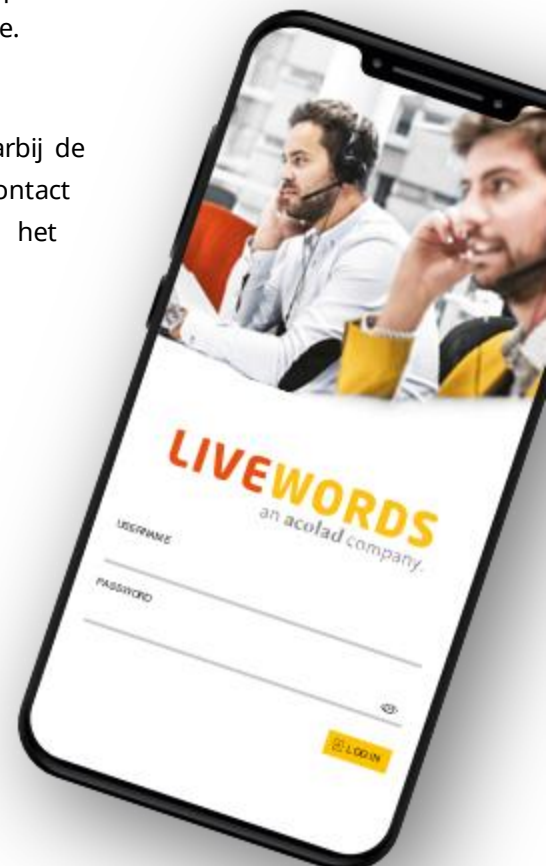 e.
arbij de
ontact
het
LIVEWORDS
an acolad company.
USERNAME
PASSWORD
LOG IN